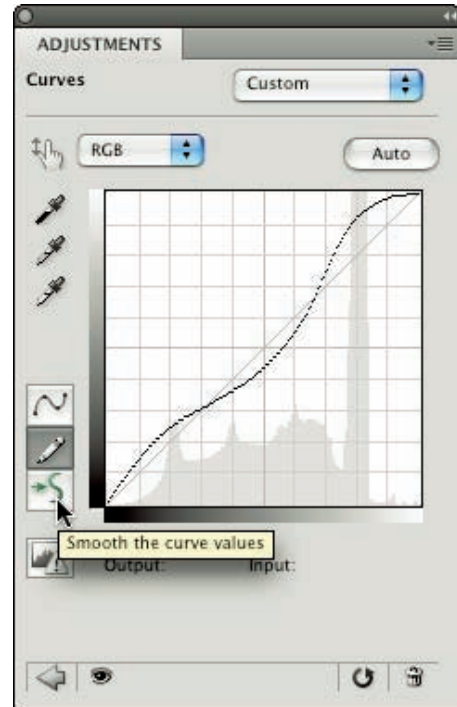 ADJUSTMENTS
Curves
Custom
RGB
Auto
Smooth the curve values
Output:
Input: